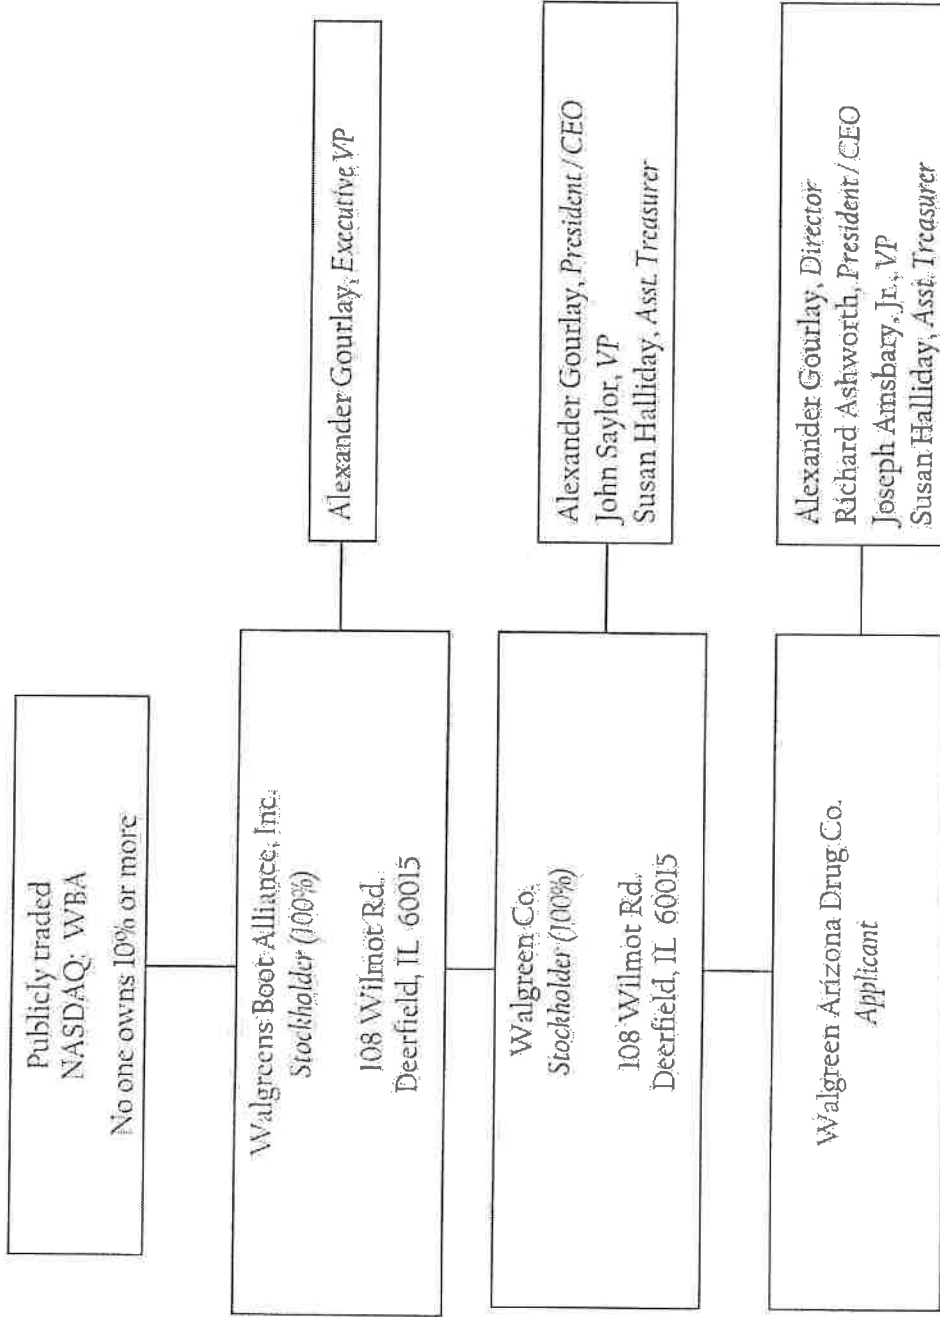 Publicly traded
NASDAQ: WBA
No one owns 10% or more
Walgreens Boot Alliance, Inc.
Stockholder (100%)
108 Wilmot Rd.
Deerfield, IL 60015
Alexander Gourlay, Executive VP
Walgreen Co.
Stockholder (100%)
108 Wilmot Rd.
Deerfield, IL 60015
Alexander Gourlay, President / CEO
John Saylor, VP
Susan Halliday, Asst. Treasurer
Walgreen Arizona Drug Co.
Applicant
Alexander Gourlay, Director
Richard Ashworth, President / CEO
Joseph Amsbary, Jr., VP
Susan Halliday, Asst. Treasurer